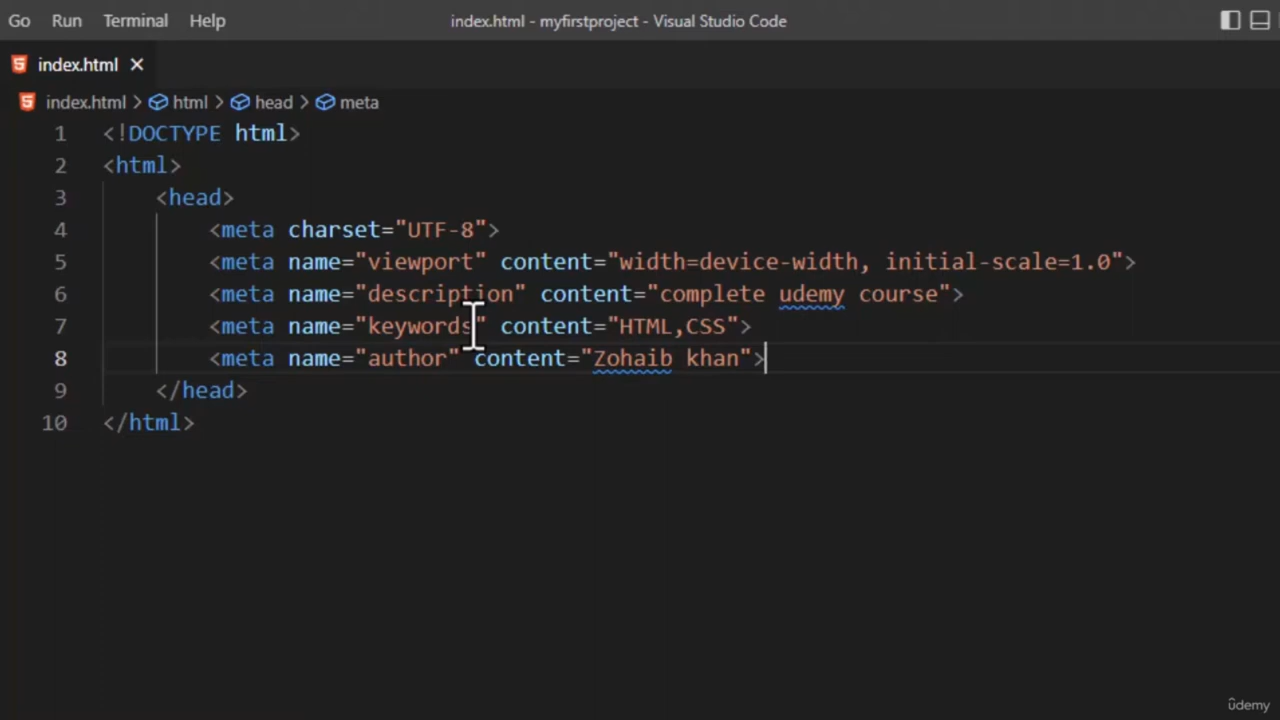 Go Run Terminal Help index.html - myfirstproject - Visual Studio Code
index.html
index.html > html > head > meta
1 <!DOCTYPE html>
2 <html>
3 <head>
4 <meta charset="UTF-8">
5 <meta name="viewport" content="width=device-width, initial-scale=1.0">
6 <meta name="description" content="complete udemy course">
7 <meta name="keywords" content="HTML,CSS">
8 <meta name="author" content="Zohaib khan">
9 </head>
10 </html>
ûdemy